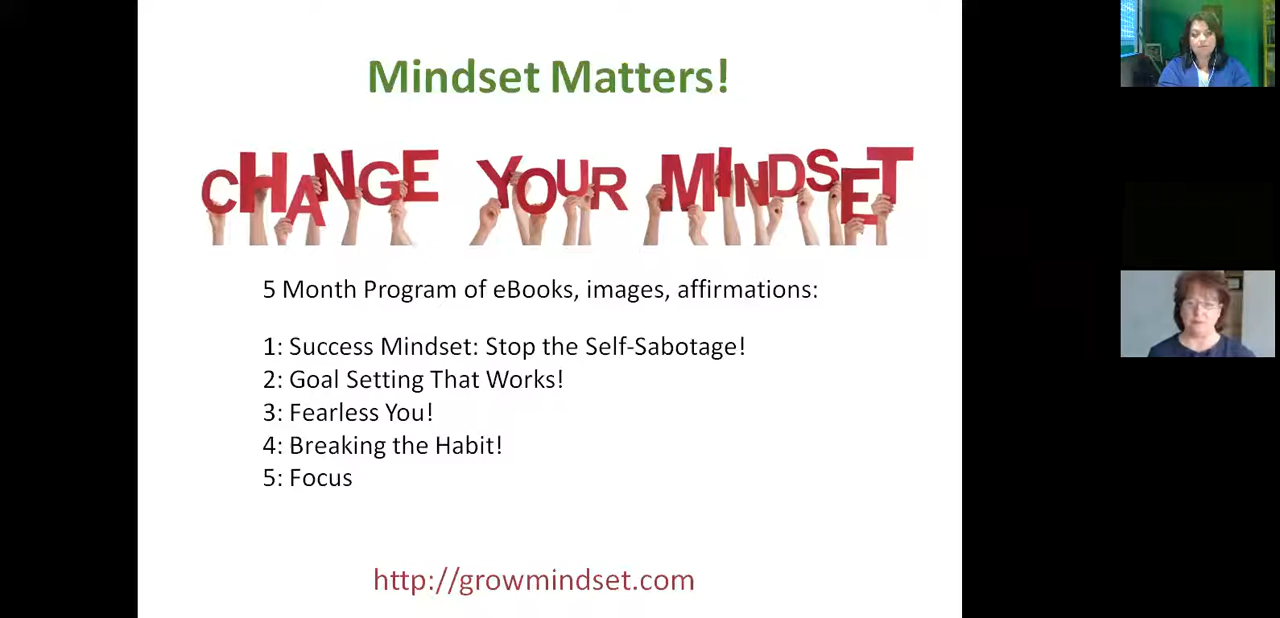 Mindset Matters!
CHANGE YOUR MINDSET
5 Month Program of eBooks, images, affirmations:
1: Success Mindset: Stop the Self-Sabotage!
2: Goal Setting That Works!
3: Fearless You!
4: Breaking the Habit!
5: Focus
http://growmindset.com